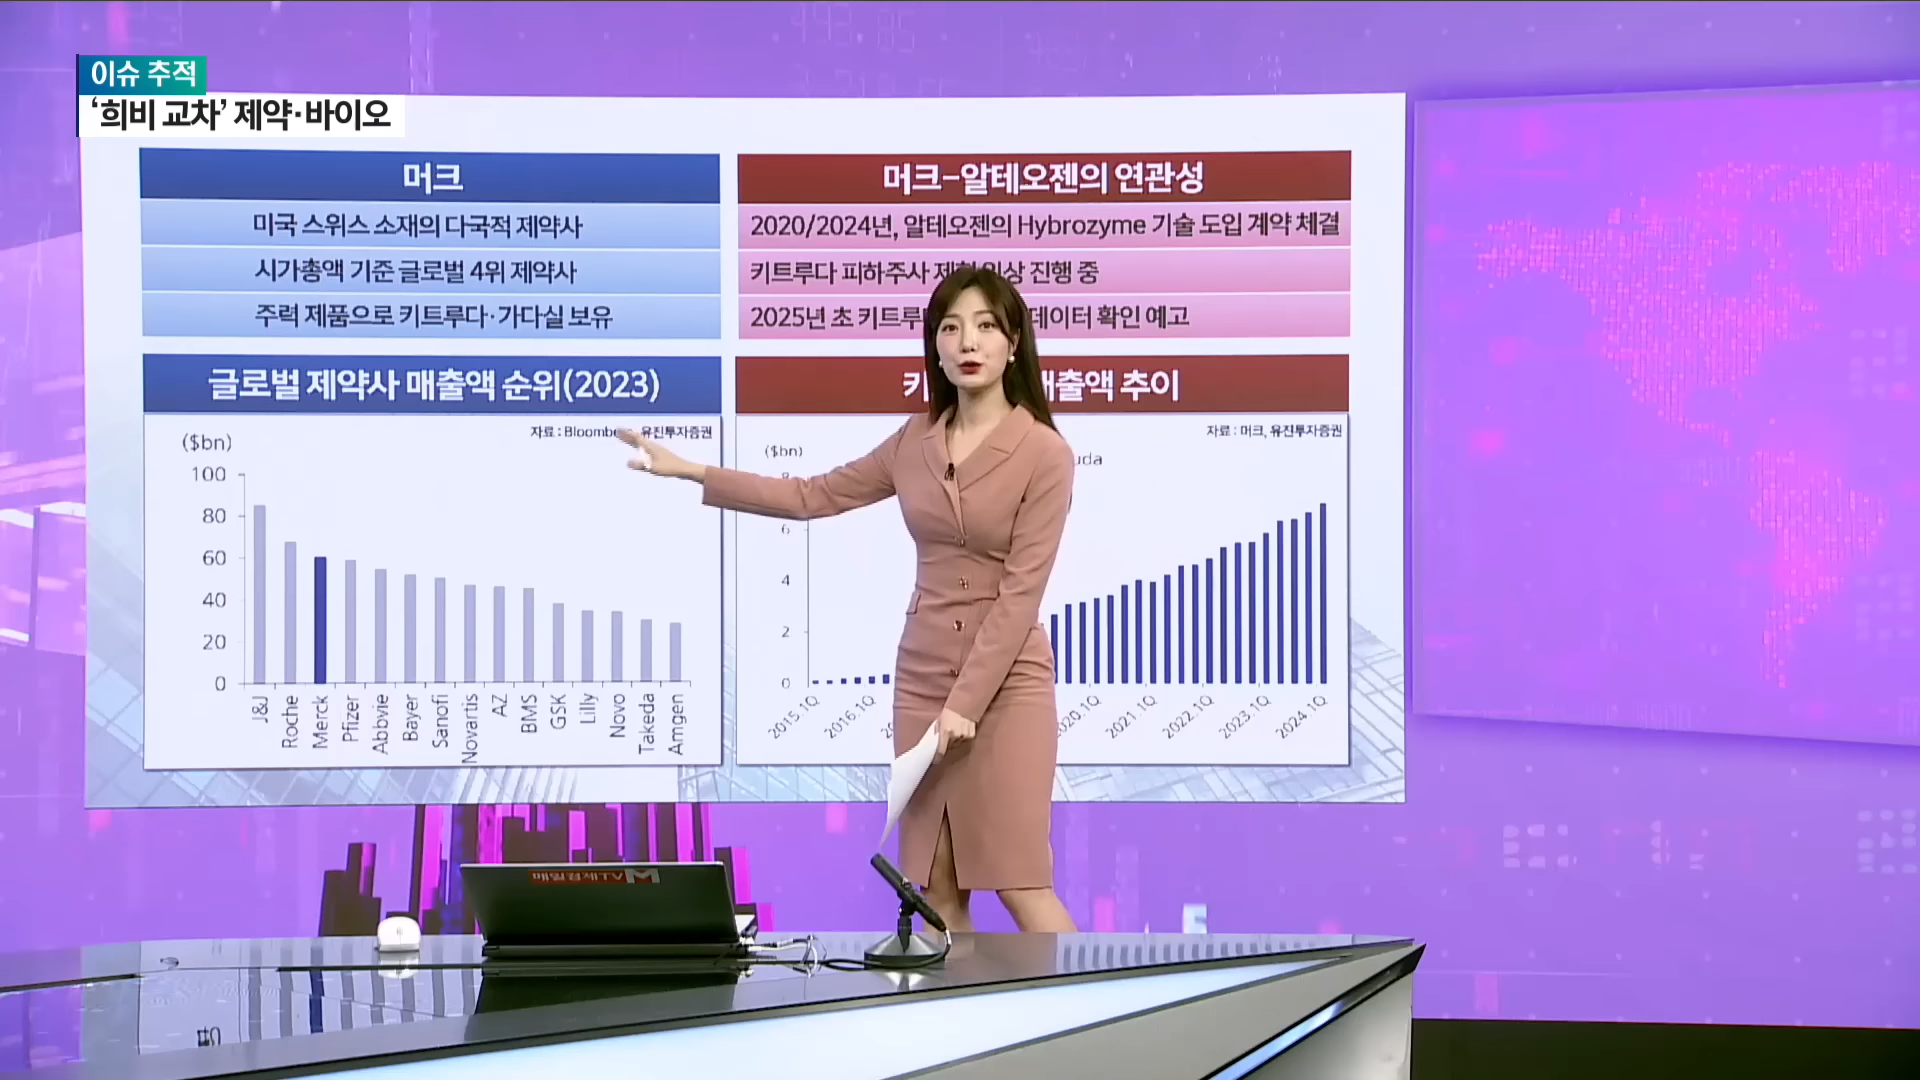 이슈 추적
‘희비 교차’ 제약·바이오
머크
미국 스위스 소재의 다국적 제약사
시가총액 기준 글로벌 4위 제약사
주력 제품으로 키트루다·가다실 보유
머크-알테오젠의 연관성
2020/2024년, 알테오젠의 Hybrozyme 기술 도입 계약 체결
키트루다 피하주사 진행 중
2025년 초 데이터 확인 예고
글로벌 제약사 매출액 순위(2023)
자료 : 유진투자증권
($bn)
100
80
60
40
20
0
J&J
Roche
Merck
Pfizer
Abbvie
Bayer
Sanofi
Novartis
AZ
BMS
GSK
Lilly
Novo
Takeda
Amgen
추이
자료 : 머크, 유진투자증권
($bn)
6
4
2
0
2015.1Q
2016.1Q
2020.1Q
2021.1Q
2022.1Q
2023.1Q
2024.1Q
매일경제TV M